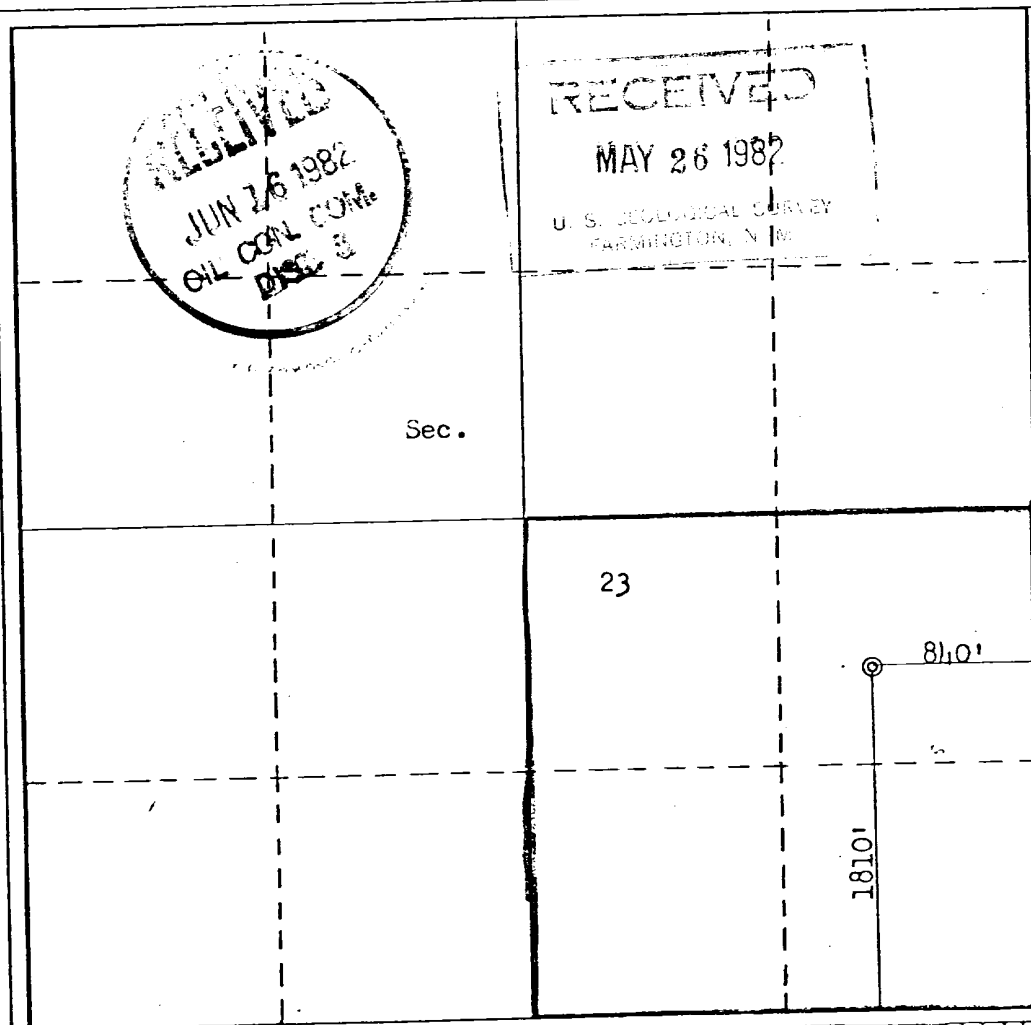 RECEIVED
JUN 16 1982
OIL CON. COM.
DIST. 3
RECEIVED
MAY 26 1982
U. S. GEOLOGICAL SURVEY
FARMINGTON, N. M.
Sec.
23
840'
1810'